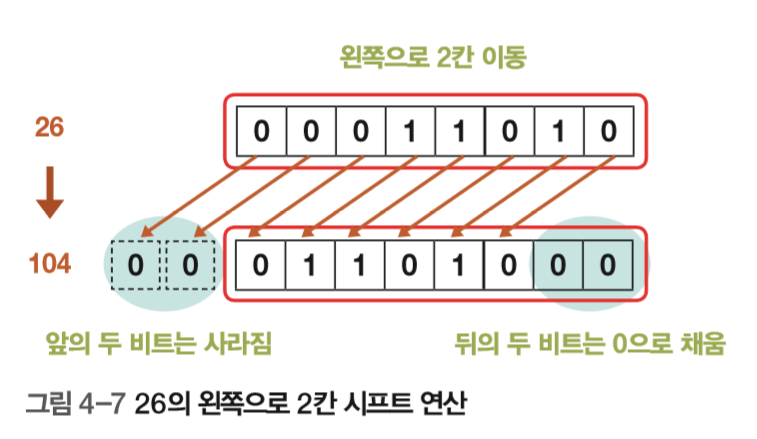 왼쪽으로 2칸 이동
26
0 0 0 1 1 0 1 0
104
0 0 0 1 1 0 1 0 0 0
앞의 두 비트는 사라짐
뒤의 두 비트는 0으로 채움
그림 4-7 26의 왼쪽으로 2칸 시프트 연산